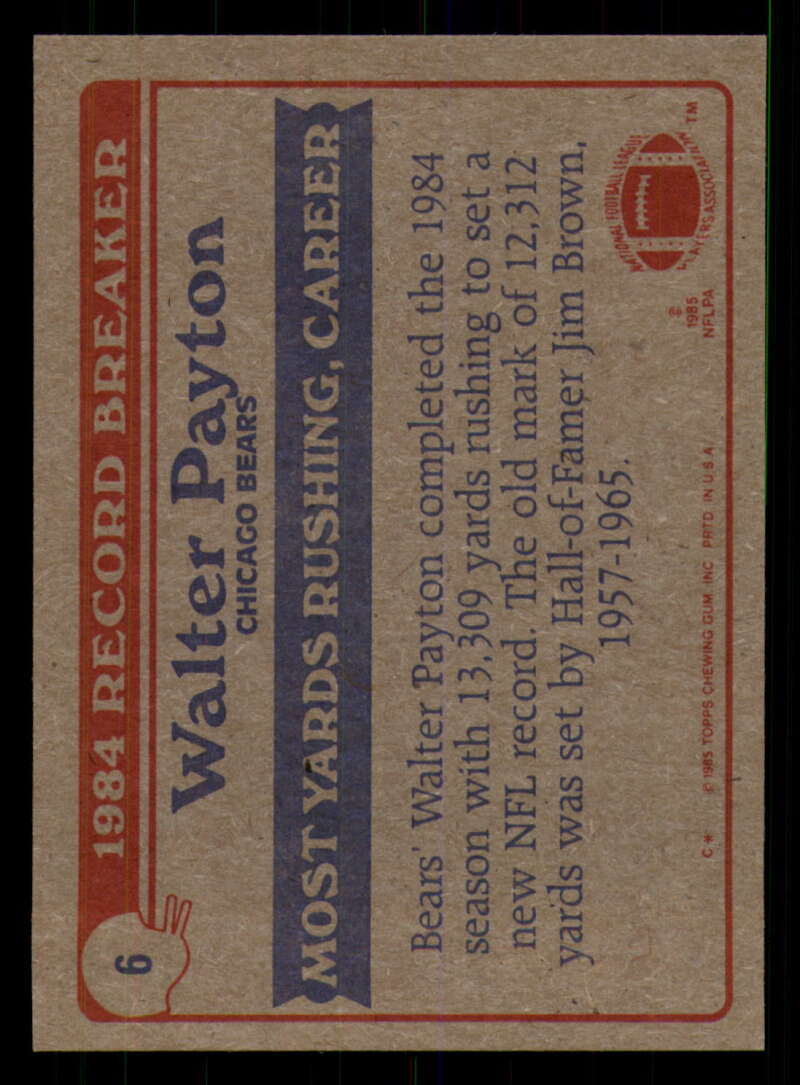 1984 RECORD BREAKER
6
Walter Payton
CHICAGO BEARS
MOST YARDS RUSHING, CAREER
Bears' Walter Payton completed the 1984
season with 13,309 yards rushing to set a
new NFL record. The old mark of 12,312
yards was set by Hall-of-Famer Jim Brown,
1957-1965.
NATIONAL FOOTBALL LEAGUE
PLAYERS ASSOCIATION
TM
©
1985
NFLPA
C* © 1985 TOPPS CHEWING GUM INC PRTD IN U.S.A.